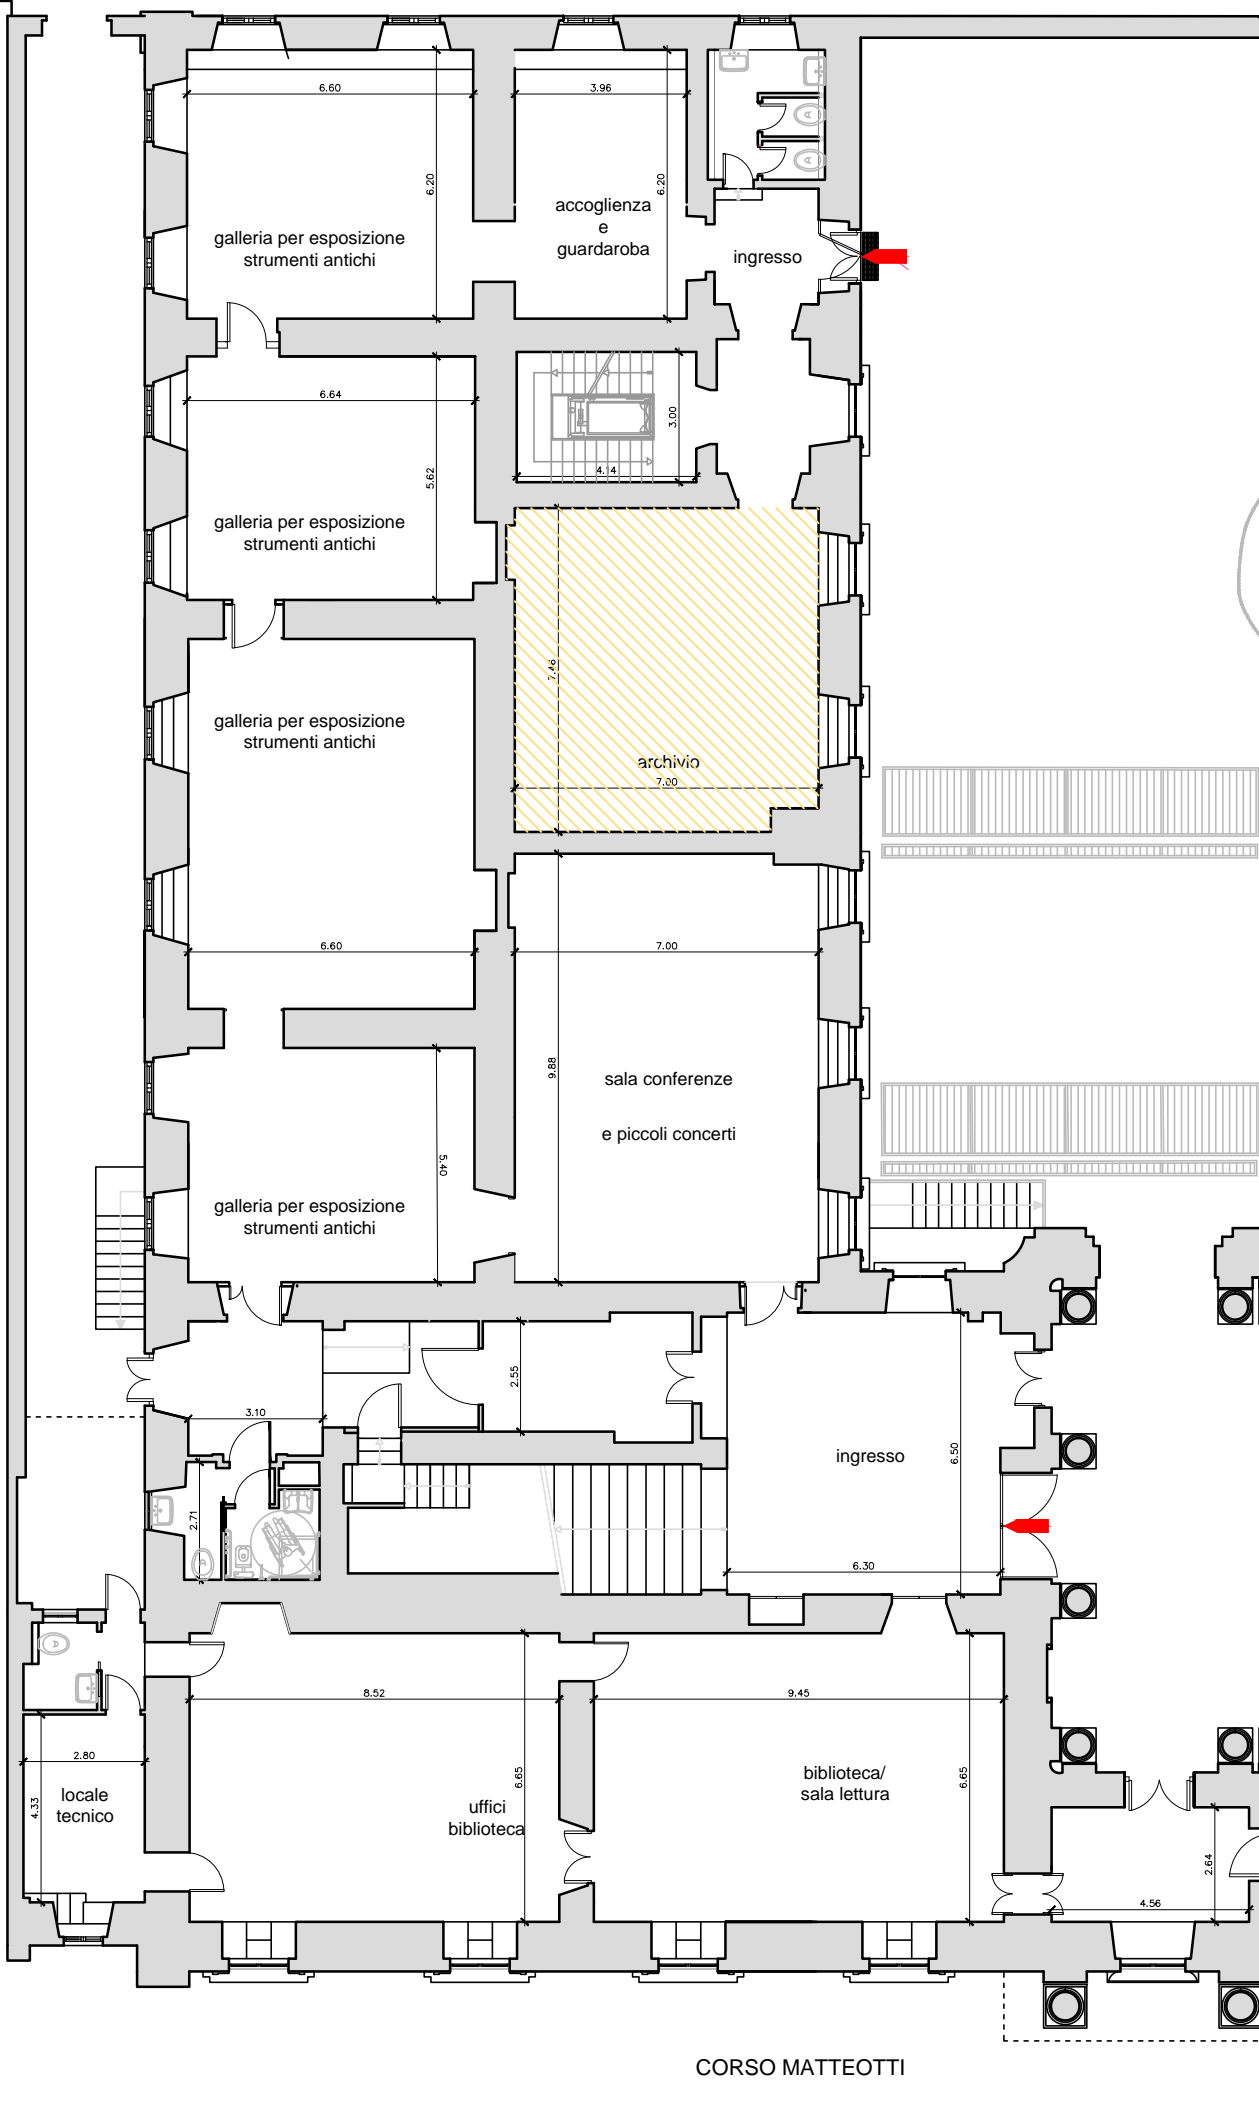 6.60
3.96
6.20
6.20
accoglienza
e
guardaroba
galleria per esposizione
strumenti antichi
ingresso
6.64
3.00
5.62
4.14
galleria per esposizione
strumenti antichi
7.46
galleria per esposizione
strumenti antichi
archivio
7.00
6.60
7.00
9.88
sala conferenze
e piccoli concerti
5.40
galleria per esposizione
strumenti antichi
2.55
3.10
ingresso
6.50
2.71
6.30
8.52
9.45
2.80
4.33
locale
tecnico
6.65
uffici
biblioteca
biblioteca/
sala lettura
6.65
2.64
4.56
CORSO MATTEOTTI